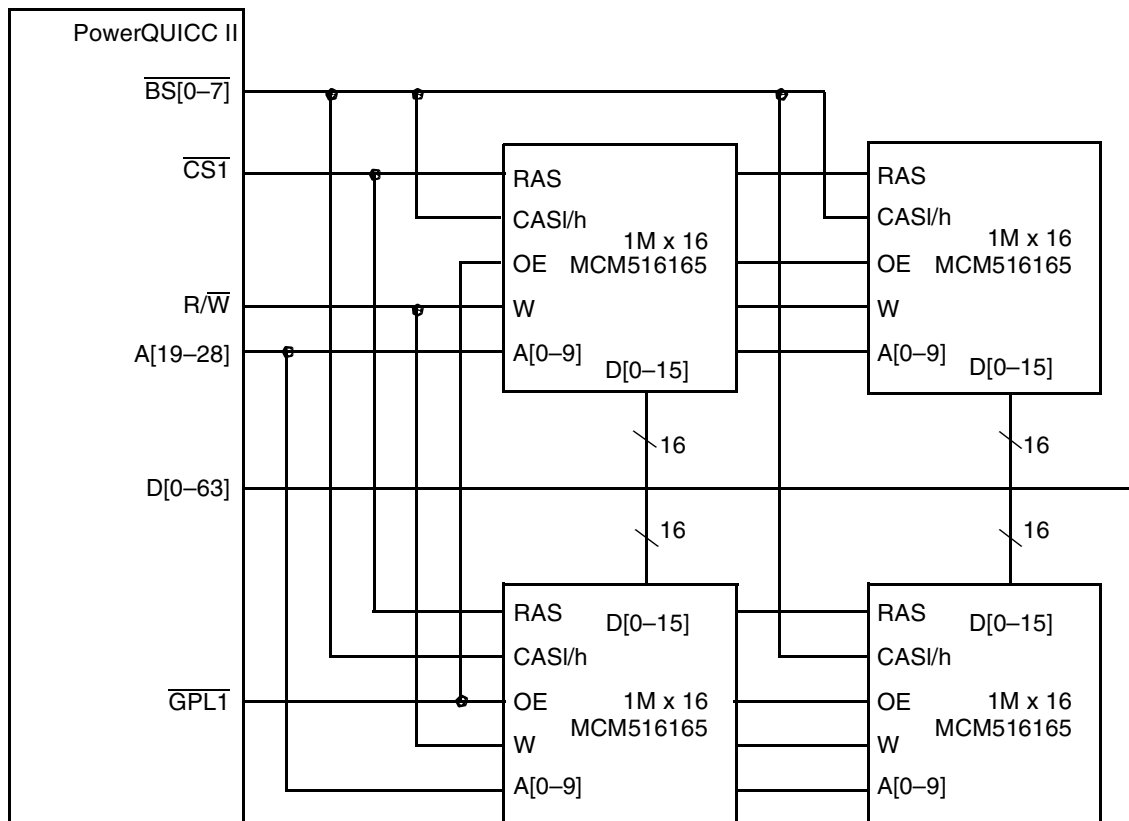 PowerQUICC II
BS[0–7]
CS1
R/W
A[19–28]
D[0–63]
GPL1
RAS
CASl/h
1M x 16
OE
MCM516165
W
A[0–9]
D[0–15]
16
RAS
CASl/h
1M x 16
OE
MCM516165
W
A[0–9]
D[0–15]
16
16
RAS
D[0–15]
CASl/h
OE
1M x 16
MCM516165
W
A[0–9]
16
RAS
D[0–15]
CASl/h
OE
1M x 16
MCM516165
W
A[0–9]